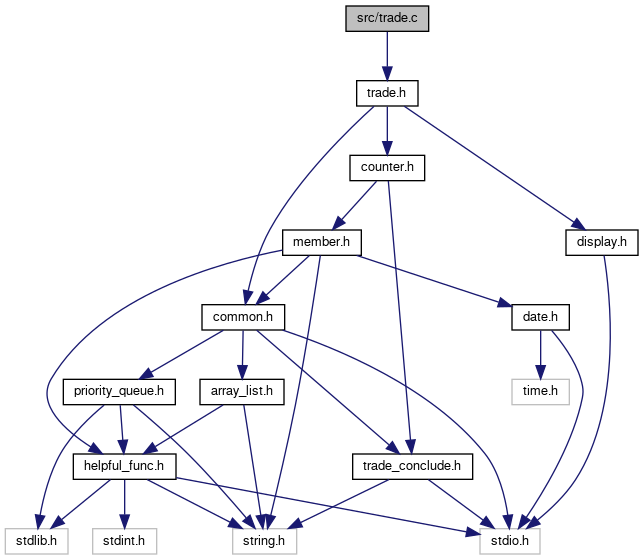 src/trade.c
trade.h
counter.h
member.h
display.h
common.h
date.h
priority_queue.h
array_list.h
time.h
helpful_func.h
trade_conclude.h
stdlib.h
stdint.h
string.h
stdio.h